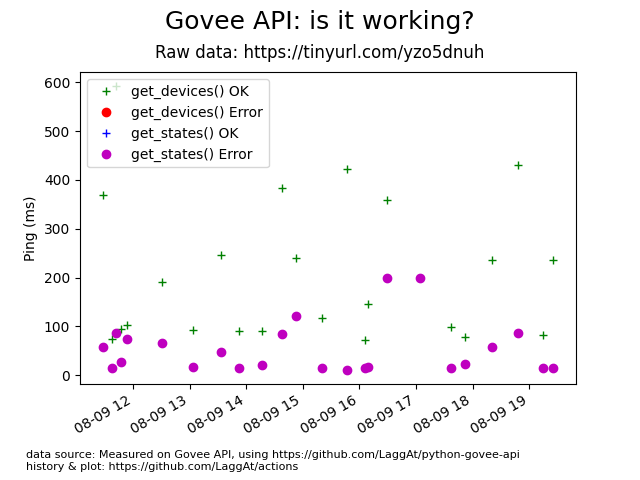 Govee API: is it working?
Raw data: https://tinyurl.com/yzo5dnuh
get_devices() OK
get_devices() Error
get_states() OK
get_states() Error
Ping (ms)
600
500
400
300
200
100
0
08-09 12
08-09 13
08-09 14
08-09 15
08-09 16
08-09 17
08-09 18
08-09 19
data source: Measured on Govee API, using https://github.com/LaggAt/python-govee-api
history & plot: https://github.com/LaggAt/actions